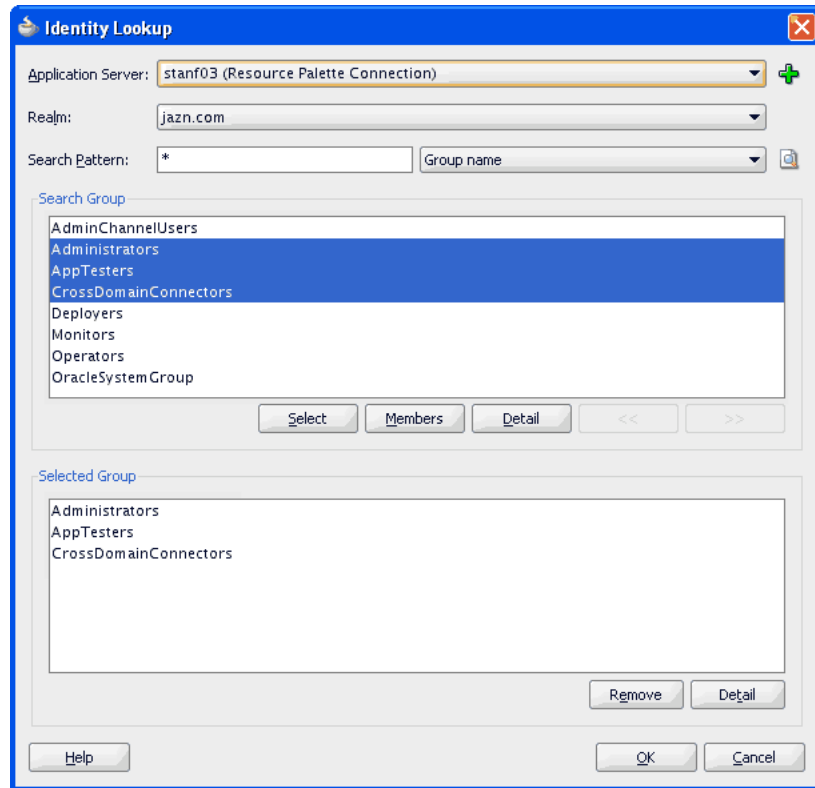 Identity Lookup
Application Server: stanf03 (Resource Palette Connection)
Realm: jazn.com
Search Pattern: * Group name
Search Group
AdminChannelUsers
Administrators
AppTesters
CrossDomainConnectors
Deployers
Monitors
Operators
OracleSystemGroup
Select Members Detail << >>
Selected Group
Administrators
AppTesters
CrossDomainConnectors
Remove Detail
Help OK Cancel